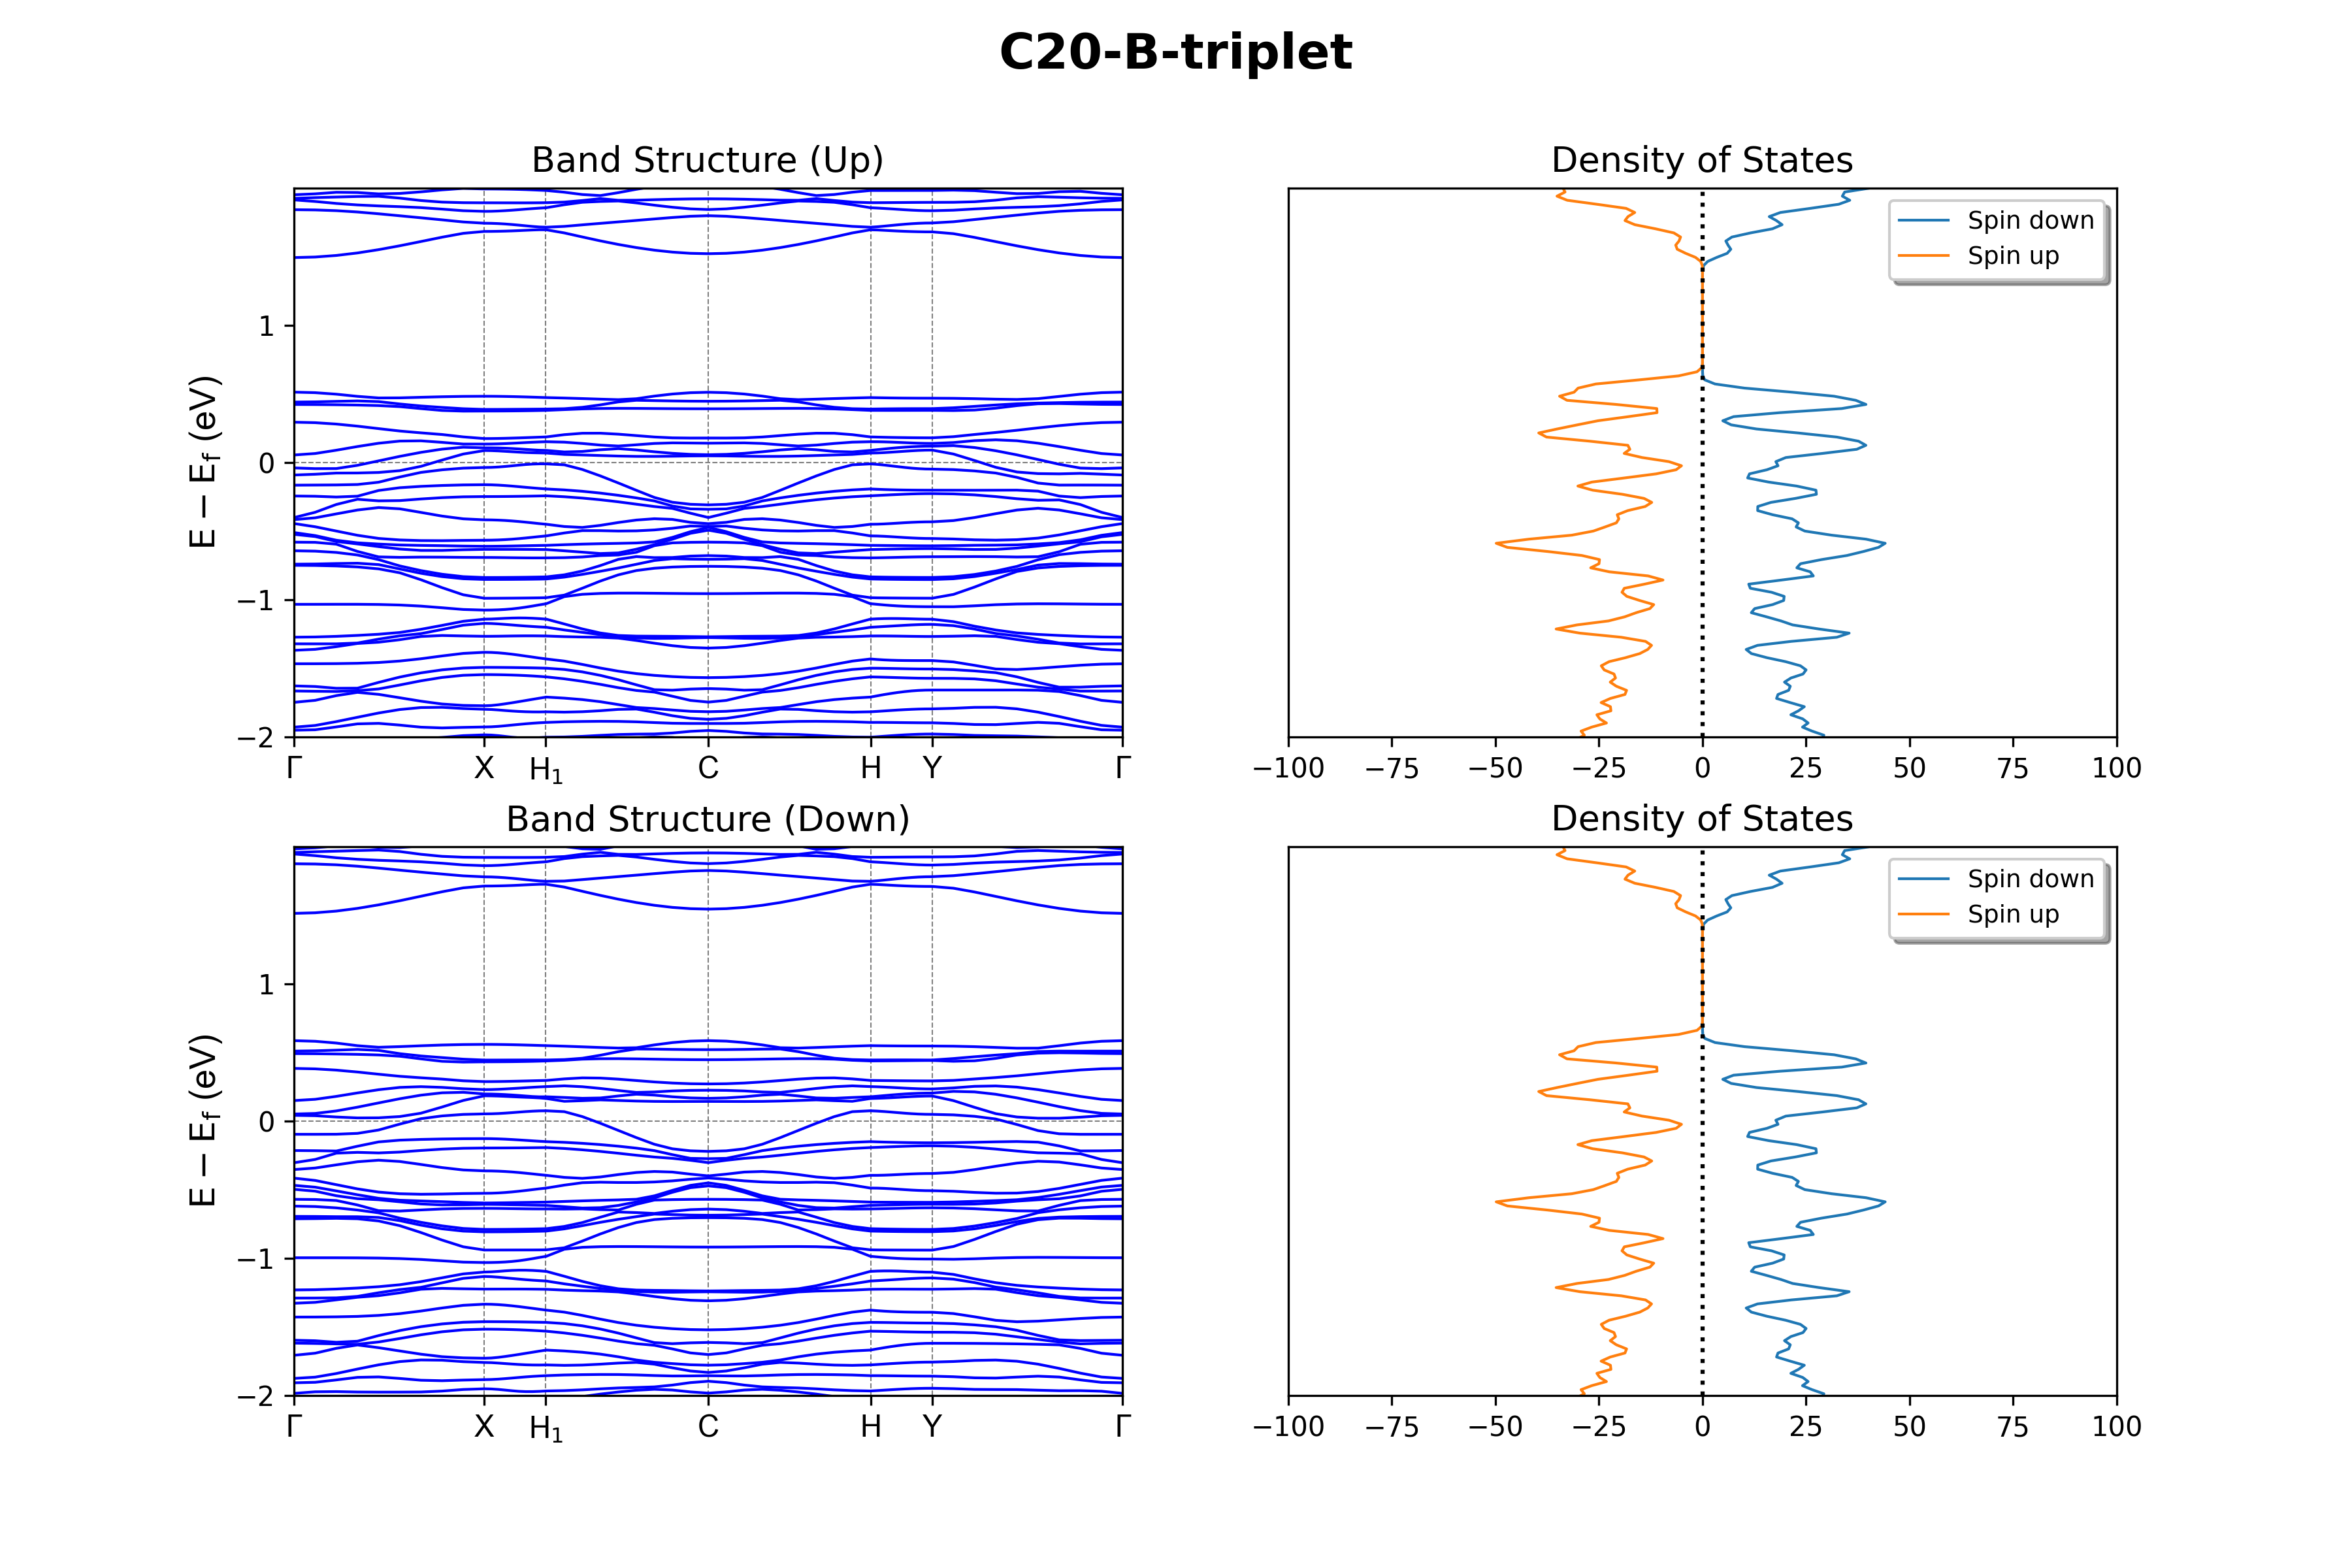 C20-B-triplet
Band Structure (Up)
E − E_f (eV)
1
0
−1
−2
Γ X H₁ C H Y Γ
Density of States
Spin down
Spin up
−100 −75 −50 −25 0 25 50 75 100
Band Structure (Down)
E − E_f (eV)
1
0
−1
−2
Γ X H₁ C H Y Γ
Density of States
Spin down
Spin up
−100 −75 −50 −25 0 25 50 75 100